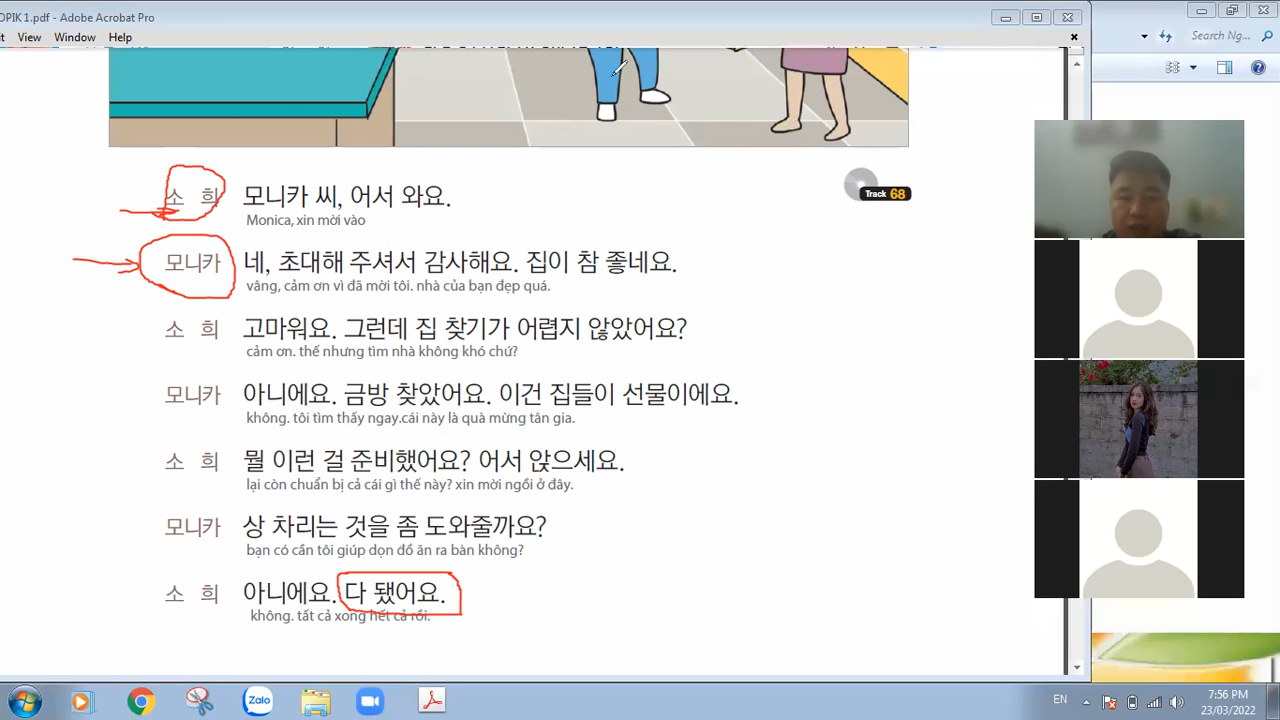 OPIK 1.pdf - Adobe Acrobat Pro
it View Window Help
Search Ng...
Track 68
소 희 모니카 씨, 어서 와요.
Monica, xin mời vào
모니카 네, 초대해 주셔서 감사해요. 집이 참 좋네요.
vâng, cảm ơn vì đã mời tôi. nhà của bạn đẹp quá.
소 희 고마워요. 그런데 집 찾기가 어렵지 않았어요?
cảm ơn. thế nhưng tìm nhà không khó chứ?
모니카 아니에요. 금방 찾았어요. 이건 집들이 선물이에요.
không. tôi tìm thấy ngay.cái này là quà mừng tân gia.
소 희 뭘 이런 걸 준비했어요? 어서 앉으세요.
lại còn chuẩn bị cả cái gì thế này? xin mời ngồi ở đây.
모니카 상 차리는 것을 좀 도와줄까요?
bạn có cần tôi giúp dọn đồ ăn ra bàn không?
소 희 아니에요. 다 됐어요.
không. tất cả xong hết cả rồi.
Zalo
EN
7:56 PM
23/03/2022